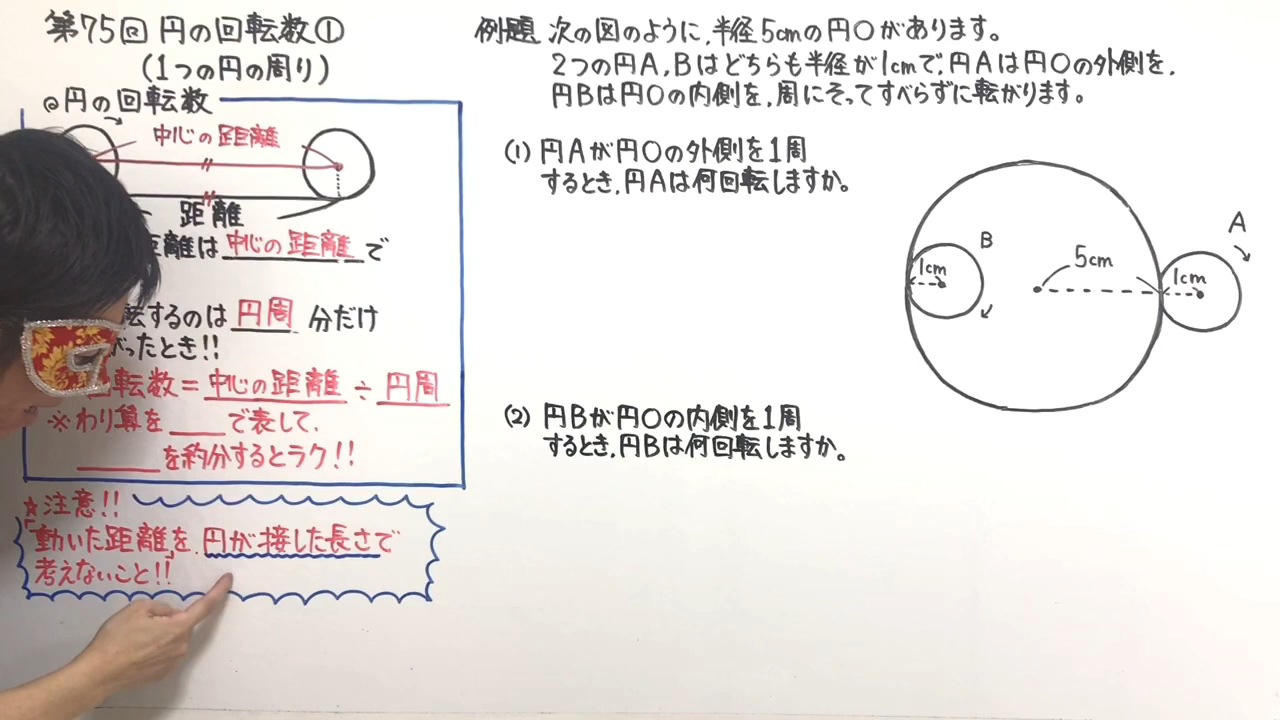 第75回 円の回転数①
(1つの円の周り)
◎円の回転数
中心の距離
距離
距離は中心の距離で
転するのは 円周 分だけ
がったとき!!
回転数=中心の距離÷円周
※わり算を で表して、
を約分するとラク!!
☆注意!!
「動いた距離」を、円が接した長さで
考えないこと!!
例題 次の図のように、半径5cmの円Oがあります。
2つの円A、Bはどちらも半径が1cmで、円Aは円Oの外側を、
円Bは円Oの内側を、周にそってすべらずに転がります。
(1) 円Aが円Oの外側を1周
するとき、円Aは何回転しますか。
A
B
1cm
5cm
1cm
(2) 円Bが円Oの内側を1周
するとき、円Bは何回転しますか。